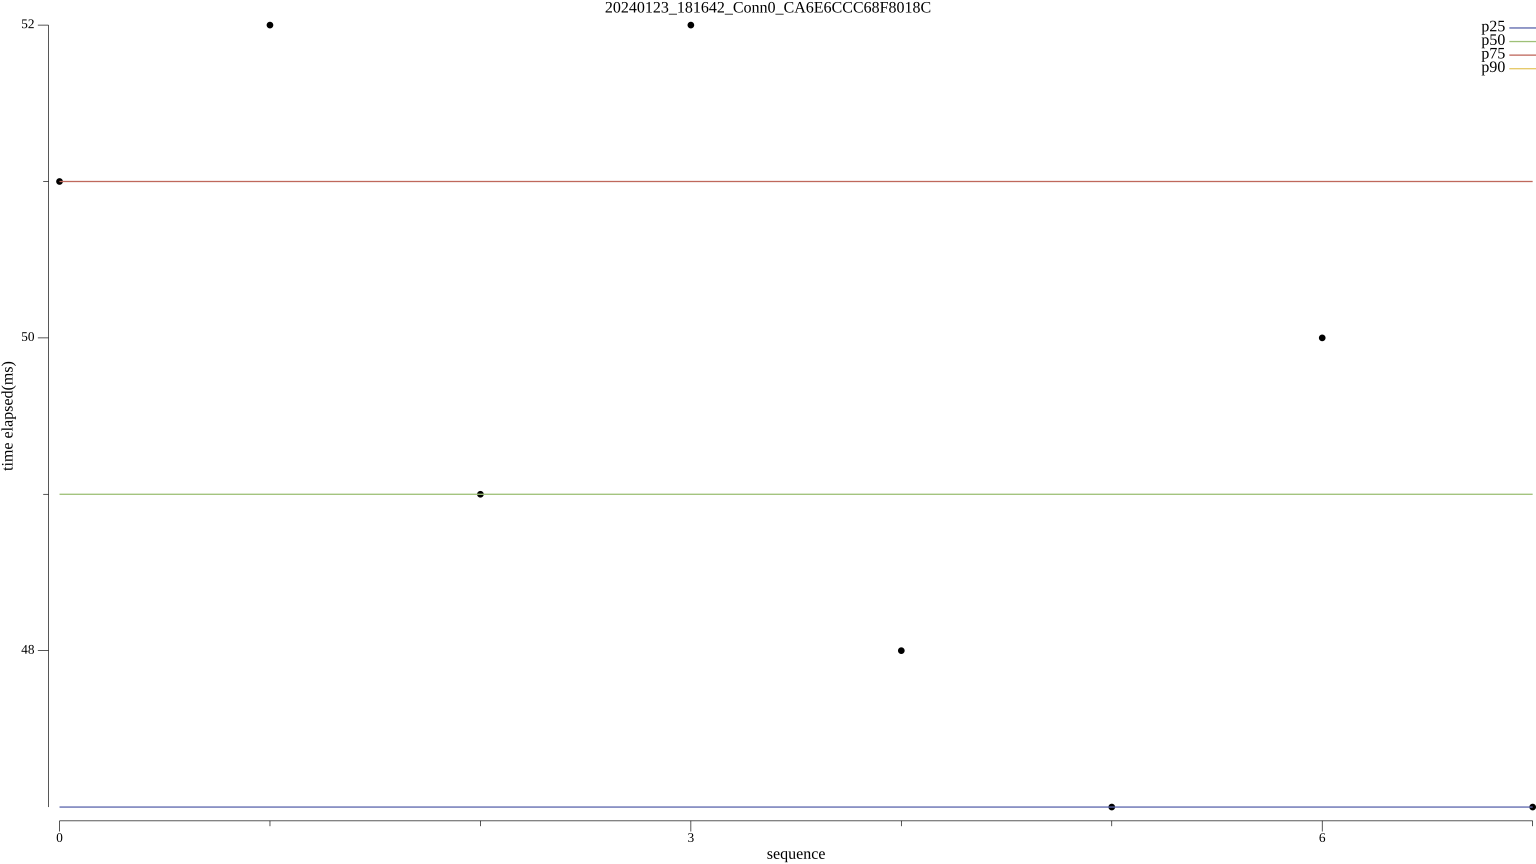 20240123_181642_Conn0_CA6E6CCC68F8018C
p25
p50
p75
p90
52
50
48
time elapsed(ms)
0
3
6
sequence